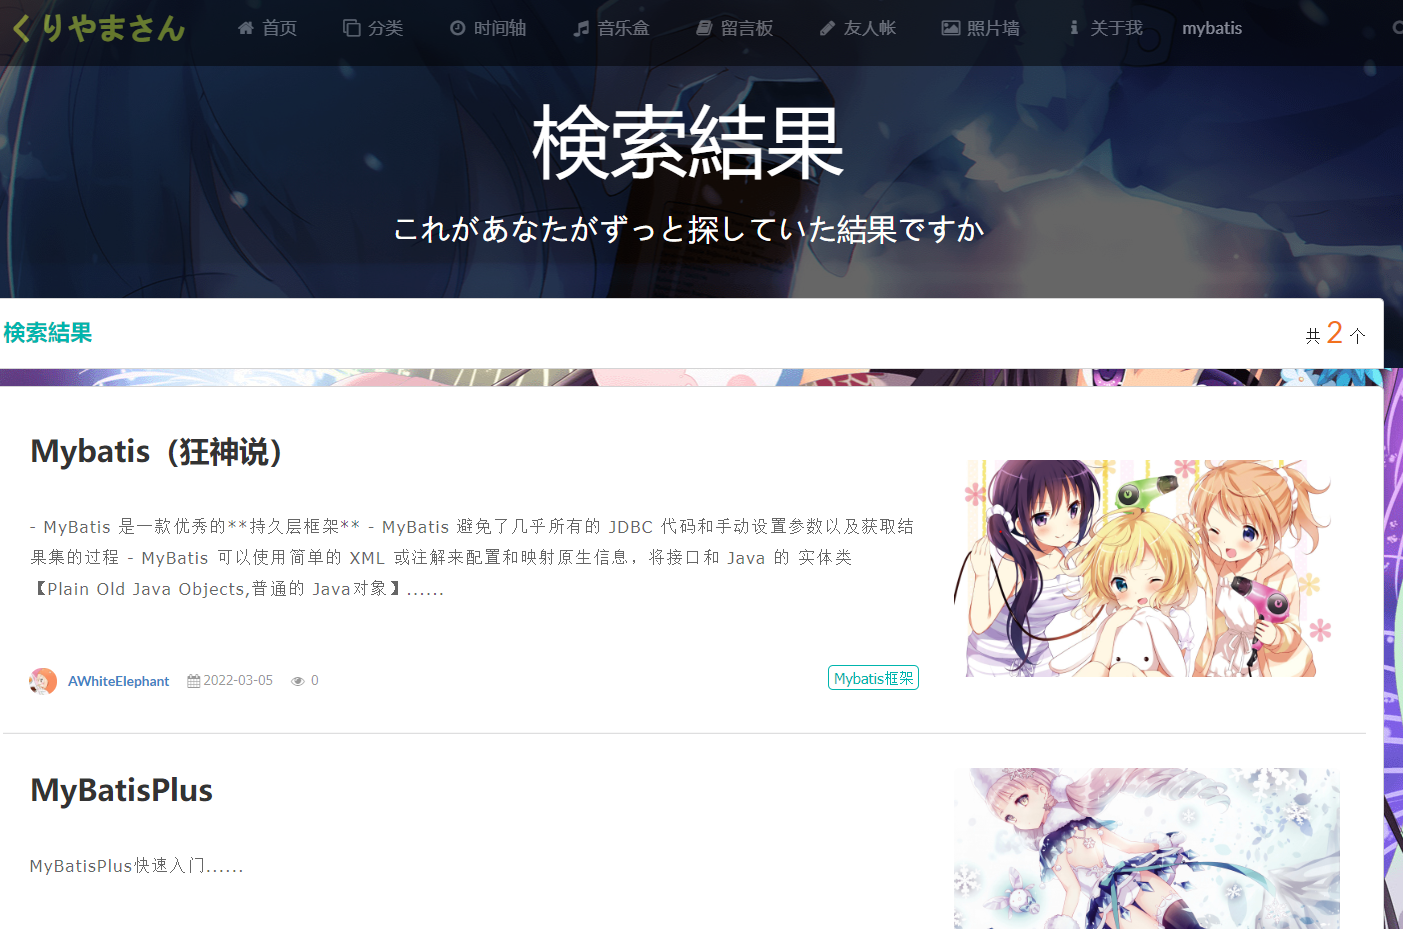 くりやまさん 首页 分类 时间轴 音乐盒 留言板 友人帐 照片墙 关于我 mybatis
検索結果
これがあなたがずっと探していた結果ですか
検索結果 共 2 个
Mybatis（狂神说）
- MyBatis 是一款优秀的**持久层框架** - MyBatis 避免了几乎所有的 JDBC 代码和手动设置参数以及获取结
果集的过程 - MyBatis 可以使用简单的 XML 或注解来配置和映射原生信息，将接口和 Java 的 实体类
【Plain Old Java Objects,普通的 Java对象】......
AWhiteElephant 2022-03-05 0 Mybatis框架
MyBatisPlus
MyBatisPlus快速入门......